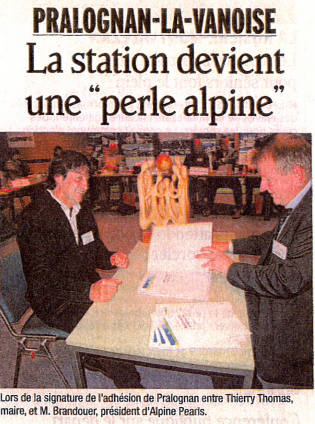 PRALOGNAN-LA-VANOISE
La station devient
une “perle alpine”
Lors de la signature de l'adhésion de Pralognan entre Thierry Thomas,
maire, et M. Brandouer, président d'Alpine Pearls.